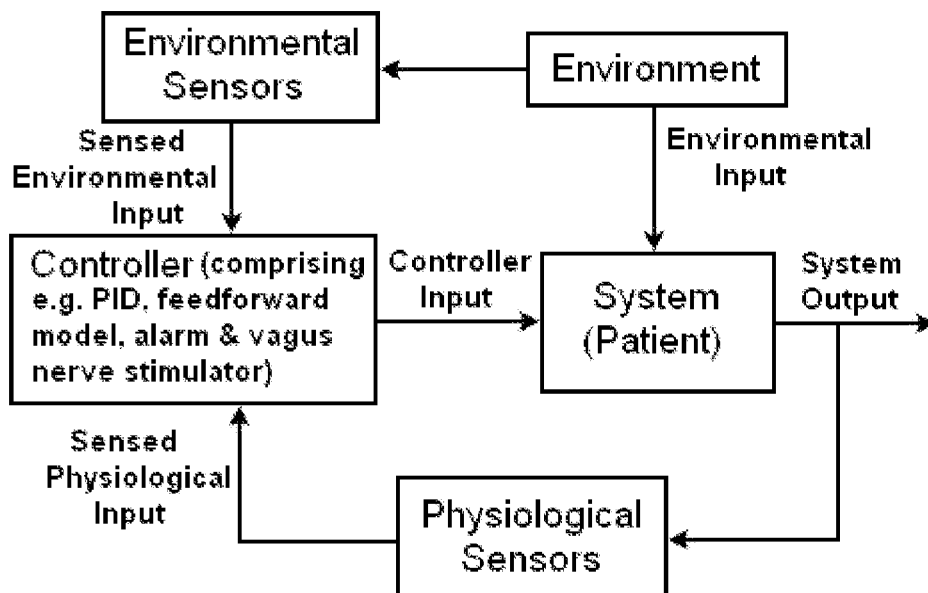 Environmental
Sensors
Environment
Sensed
Environmental
Input
Environmental
Input
Controller (comprising
e.g. PID, feedforward
model, alarm & vagus
nerve stimulator)
Controller
Input
System
(Patient)
System
Output
Sensed
Physiological
Input
Physiological
Sensors